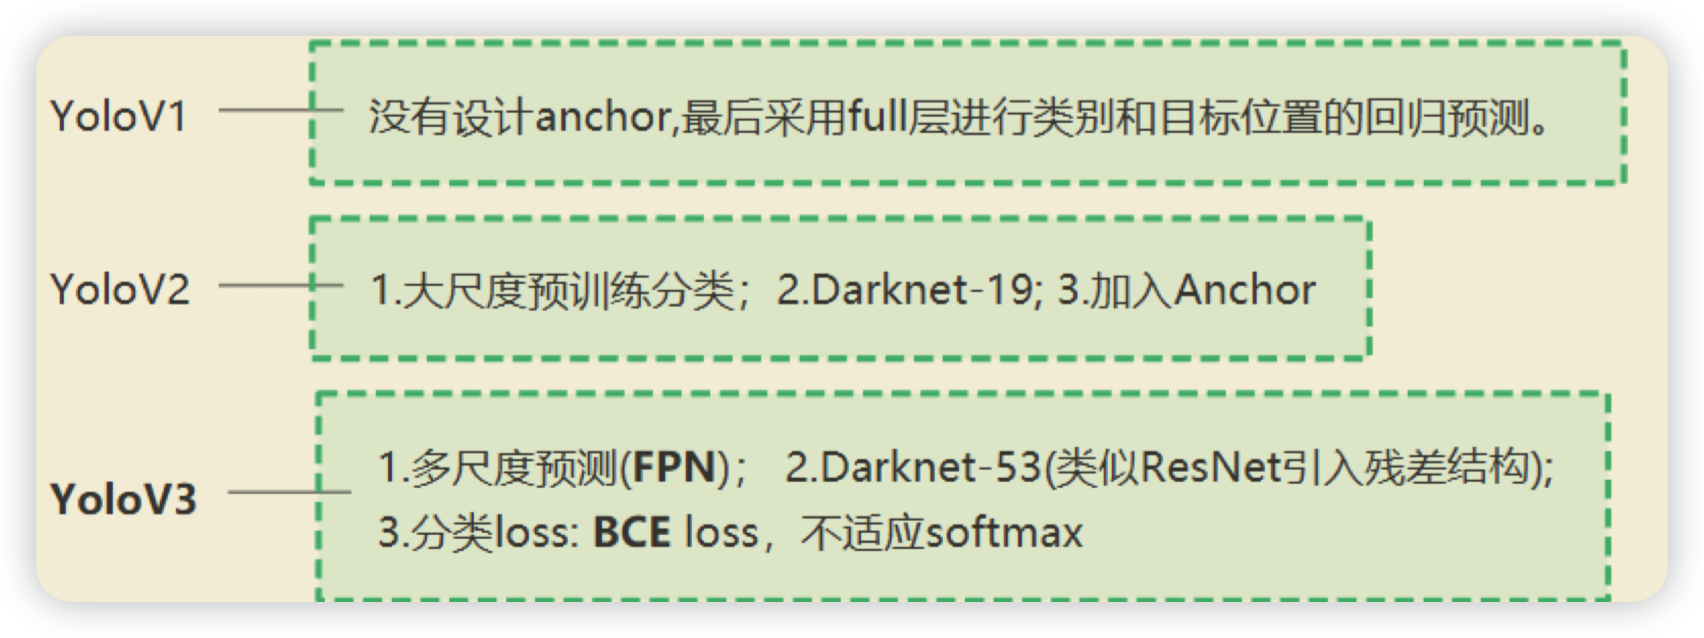 YoloV1 没有设计anchor,最后采用full层进行类别和目标位置的回归预测。
YoloV2 1.大尺度预训练分类；2.Darknet-19; 3.加入Anchor
YoloV3 1.多尺度预测(FPN)； 2.Darknet-53(类似ResNet引入残差结构);
3.分类loss: BCE loss，不适应softmax